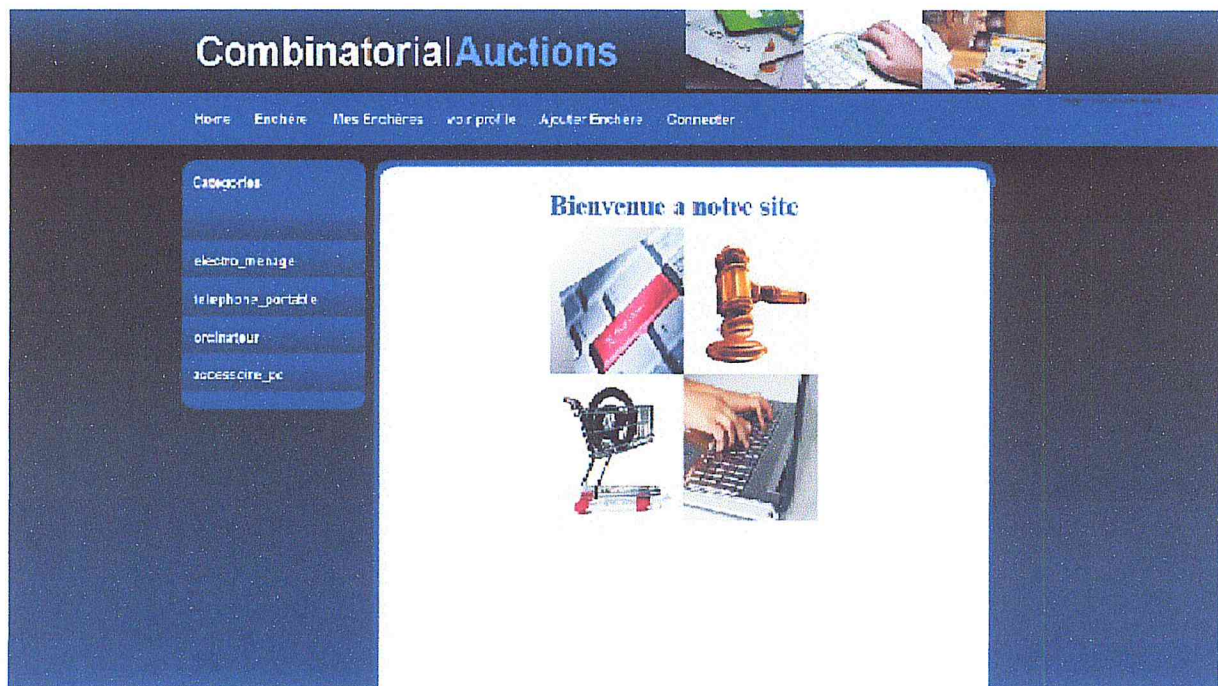 CombinatorialAuctions
Home Enchère Mes Enchères voir profile Ajouter Enchère Connecter
Categories
Bienvenue a notre site
electro_menage
telephone_portable
ordinateur
accessoire_pc